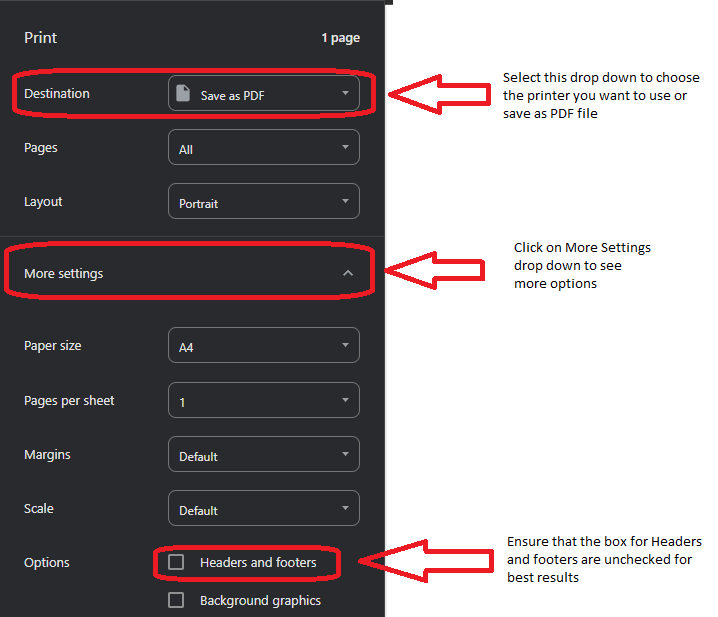 Print 1 page
Destination Save as PDF
Select this drop down to choose
the printer you want to use or
save as PDF file
Pages All
Layout Portrait
More settings
Click on More Settings
drop down to see
more options
Paper size A4
Pages per sheet 1
Margins Default
Scale Default
Options Headers and footers
Ensure that the box for Headers
and footers are unchecked for
best results
Background graphics